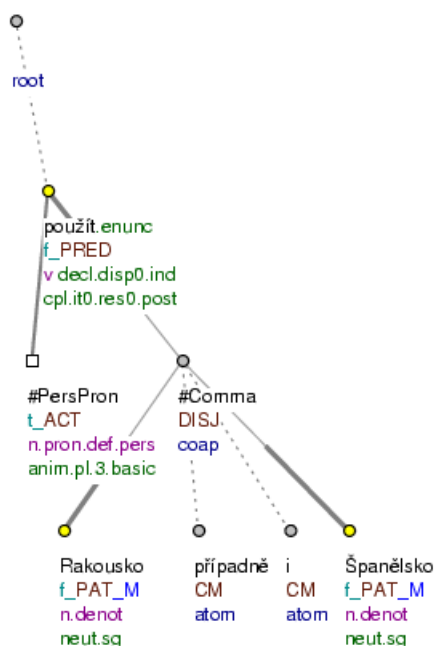 root
použít.enunc
f_PRED
v decl.disp0.ind
cpl.it0.res0.post
#PersPron #Comma
t_ACT DISJ
n.pron.def.pers coap
anim.pl.3.basic
Rakousko případně i Španělsko
f_PAT_M CM CM f_PAT_M
n.denot atom atom n.denot
neut.sg neut.sg